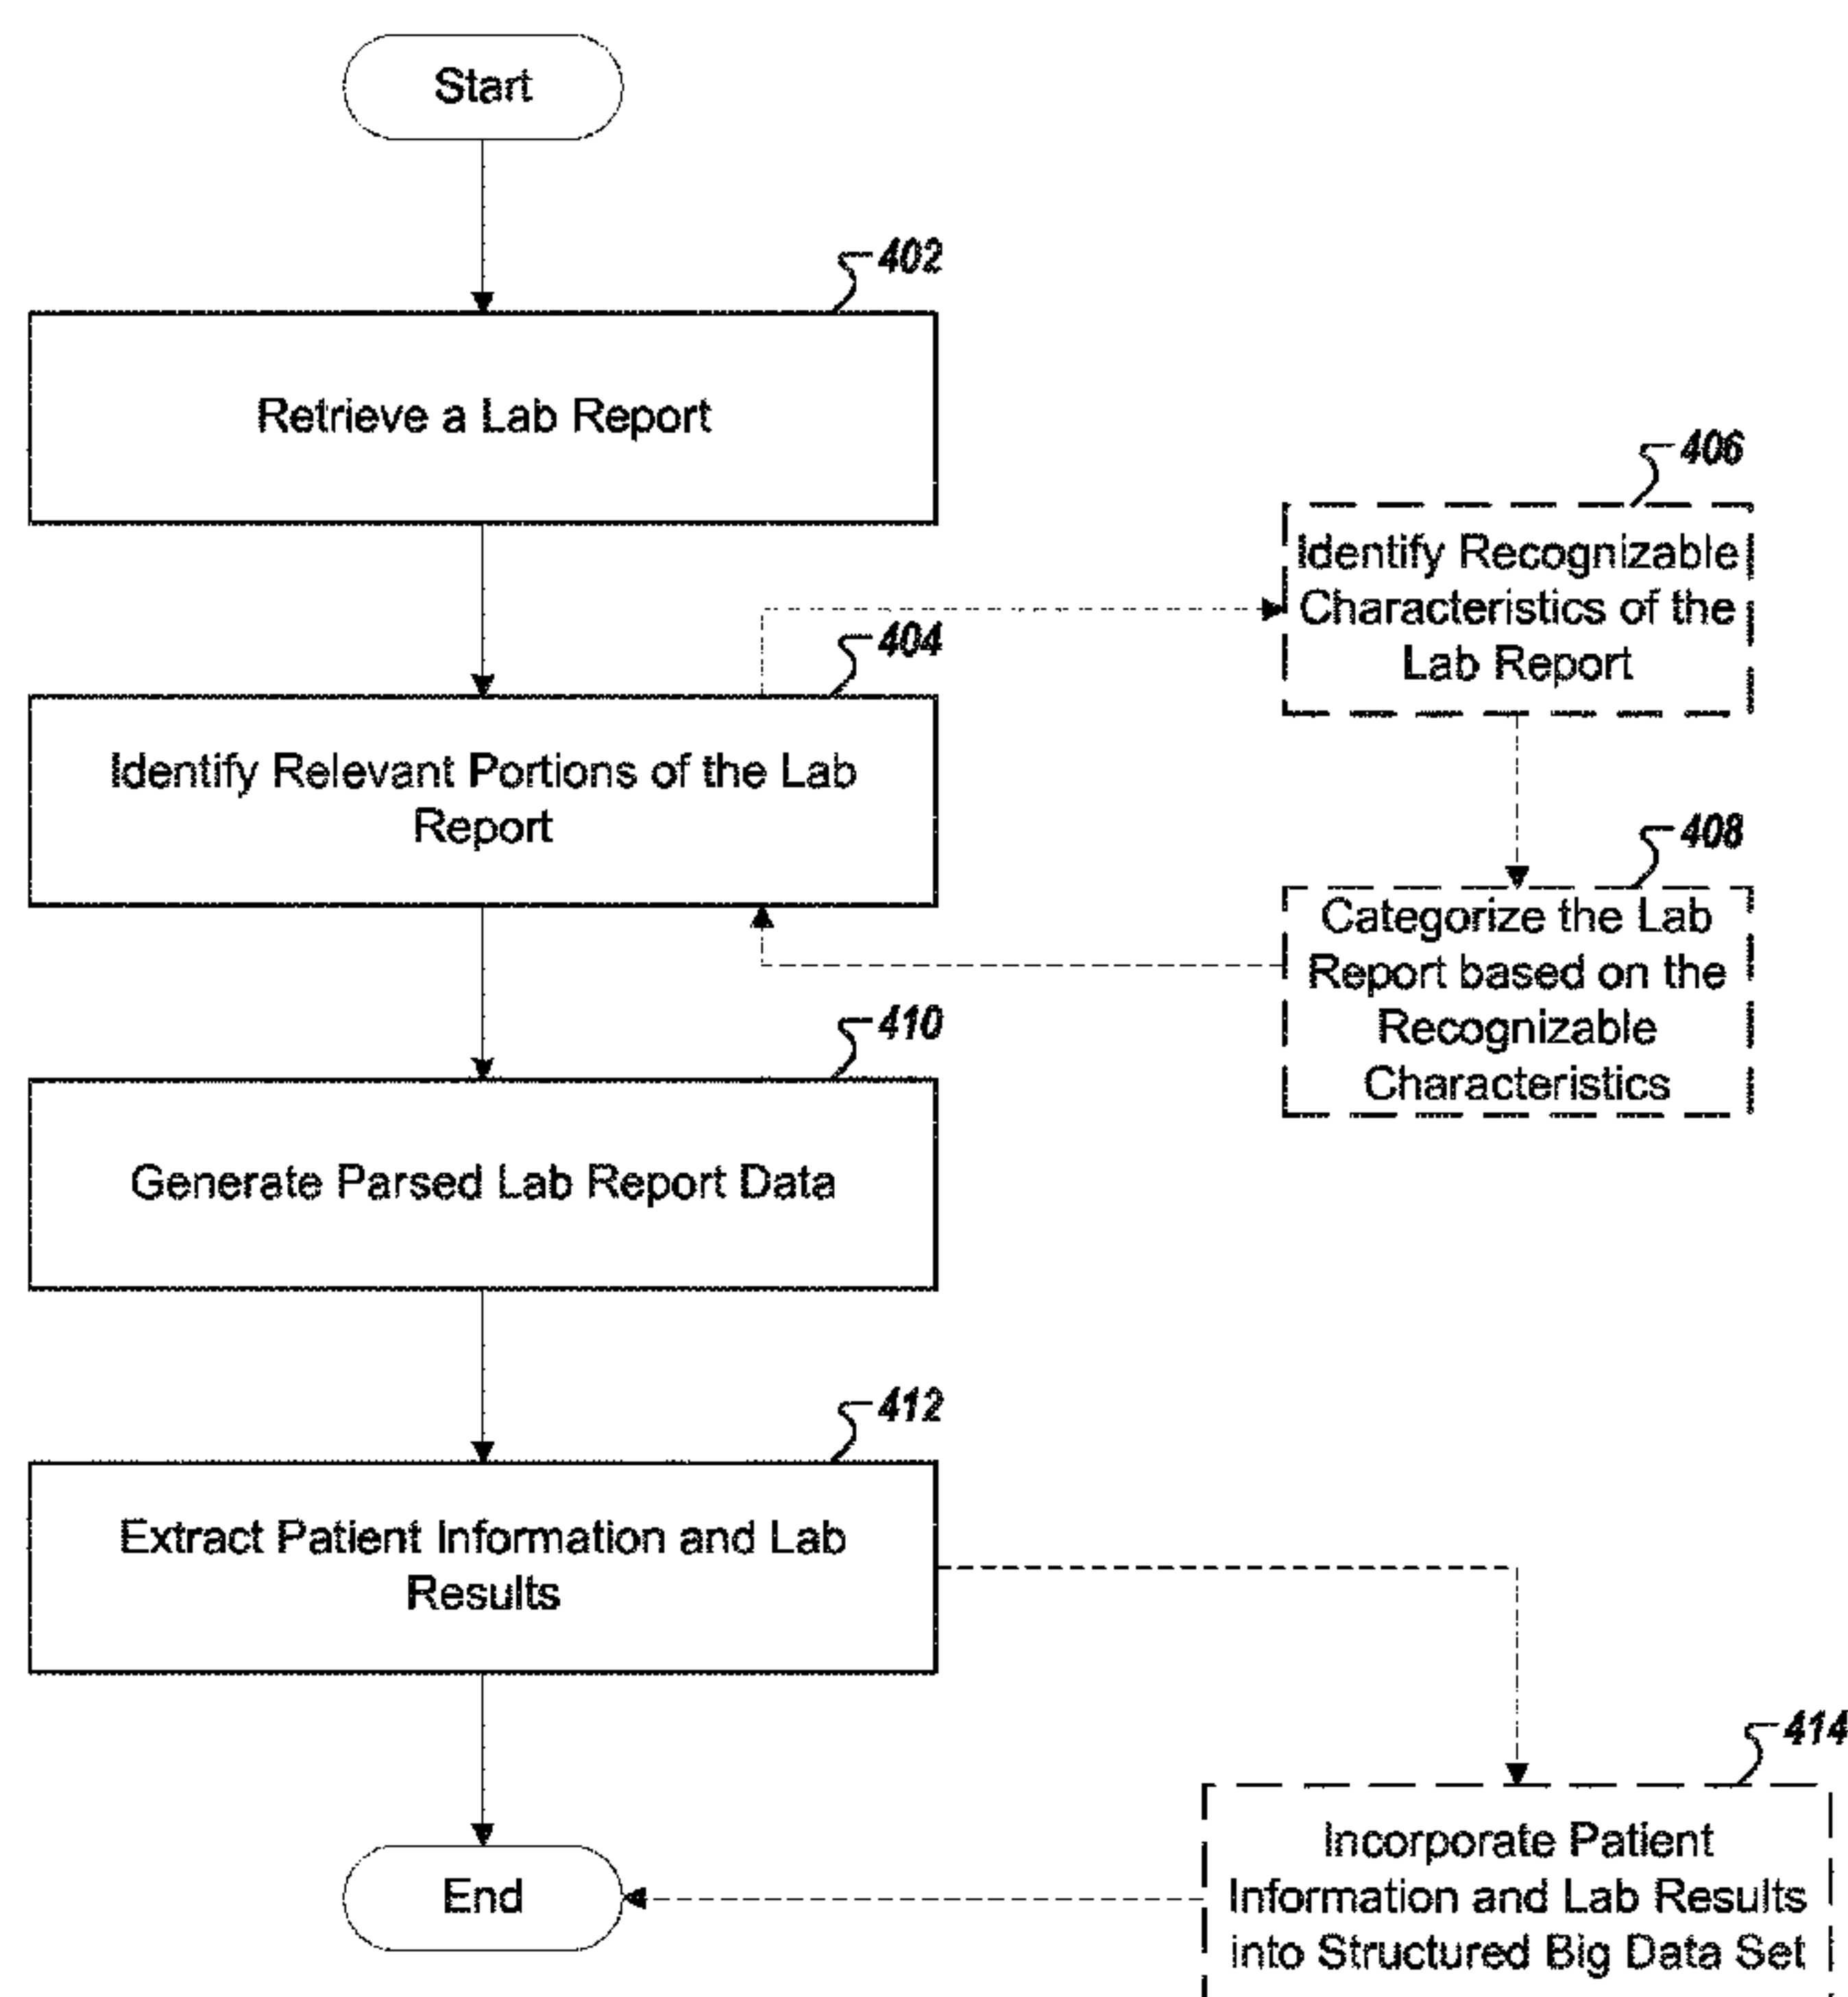 Start
402
Retrieve a Lab Report
406
Identify Recognizable
Characteristics of the
Lab Report
404
Identify Relevant Portions of the Lab
Report
408
Categorize the Lab
Report based on the
Recognizable
Characteristics
410
Generate Parsed Lab Report Data
412
Extract Patient Information and Lab
Results
414
Incorporate Patient
Information and Lab Results
into Structured Big Data Set
End